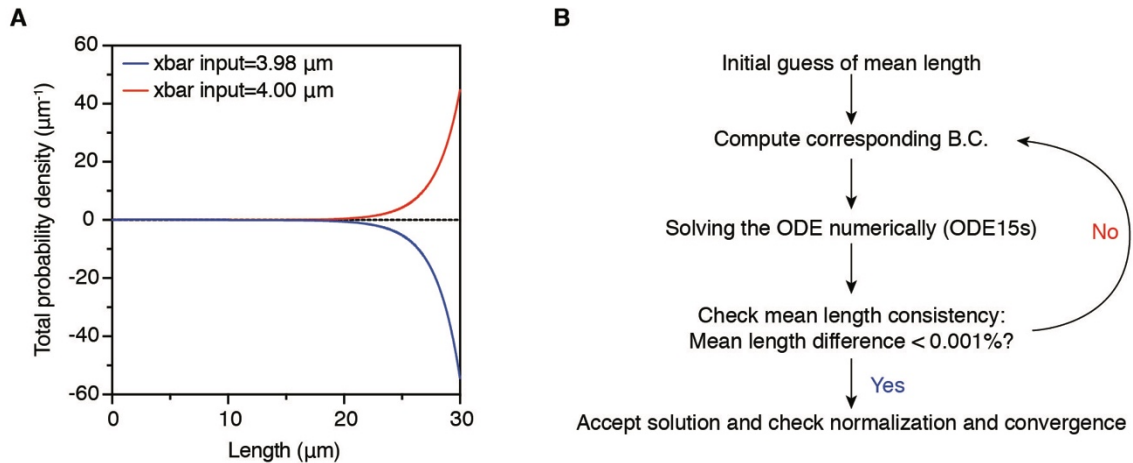 A
60
40
20
0
-20
-40
-60
Total probability density (µm⁻¹)
xbar input=3.98 µm
xbar input=4.00 µm
0
10
20
30
Length (µm)
B
Initial guess of mean length
Compute corresponding B.C.
Solving the ODE numerically (ODE15s)
No
Check mean length consistency:
Mean length difference < 0.001%?
Yes
Accept solution and check normalization and convergence